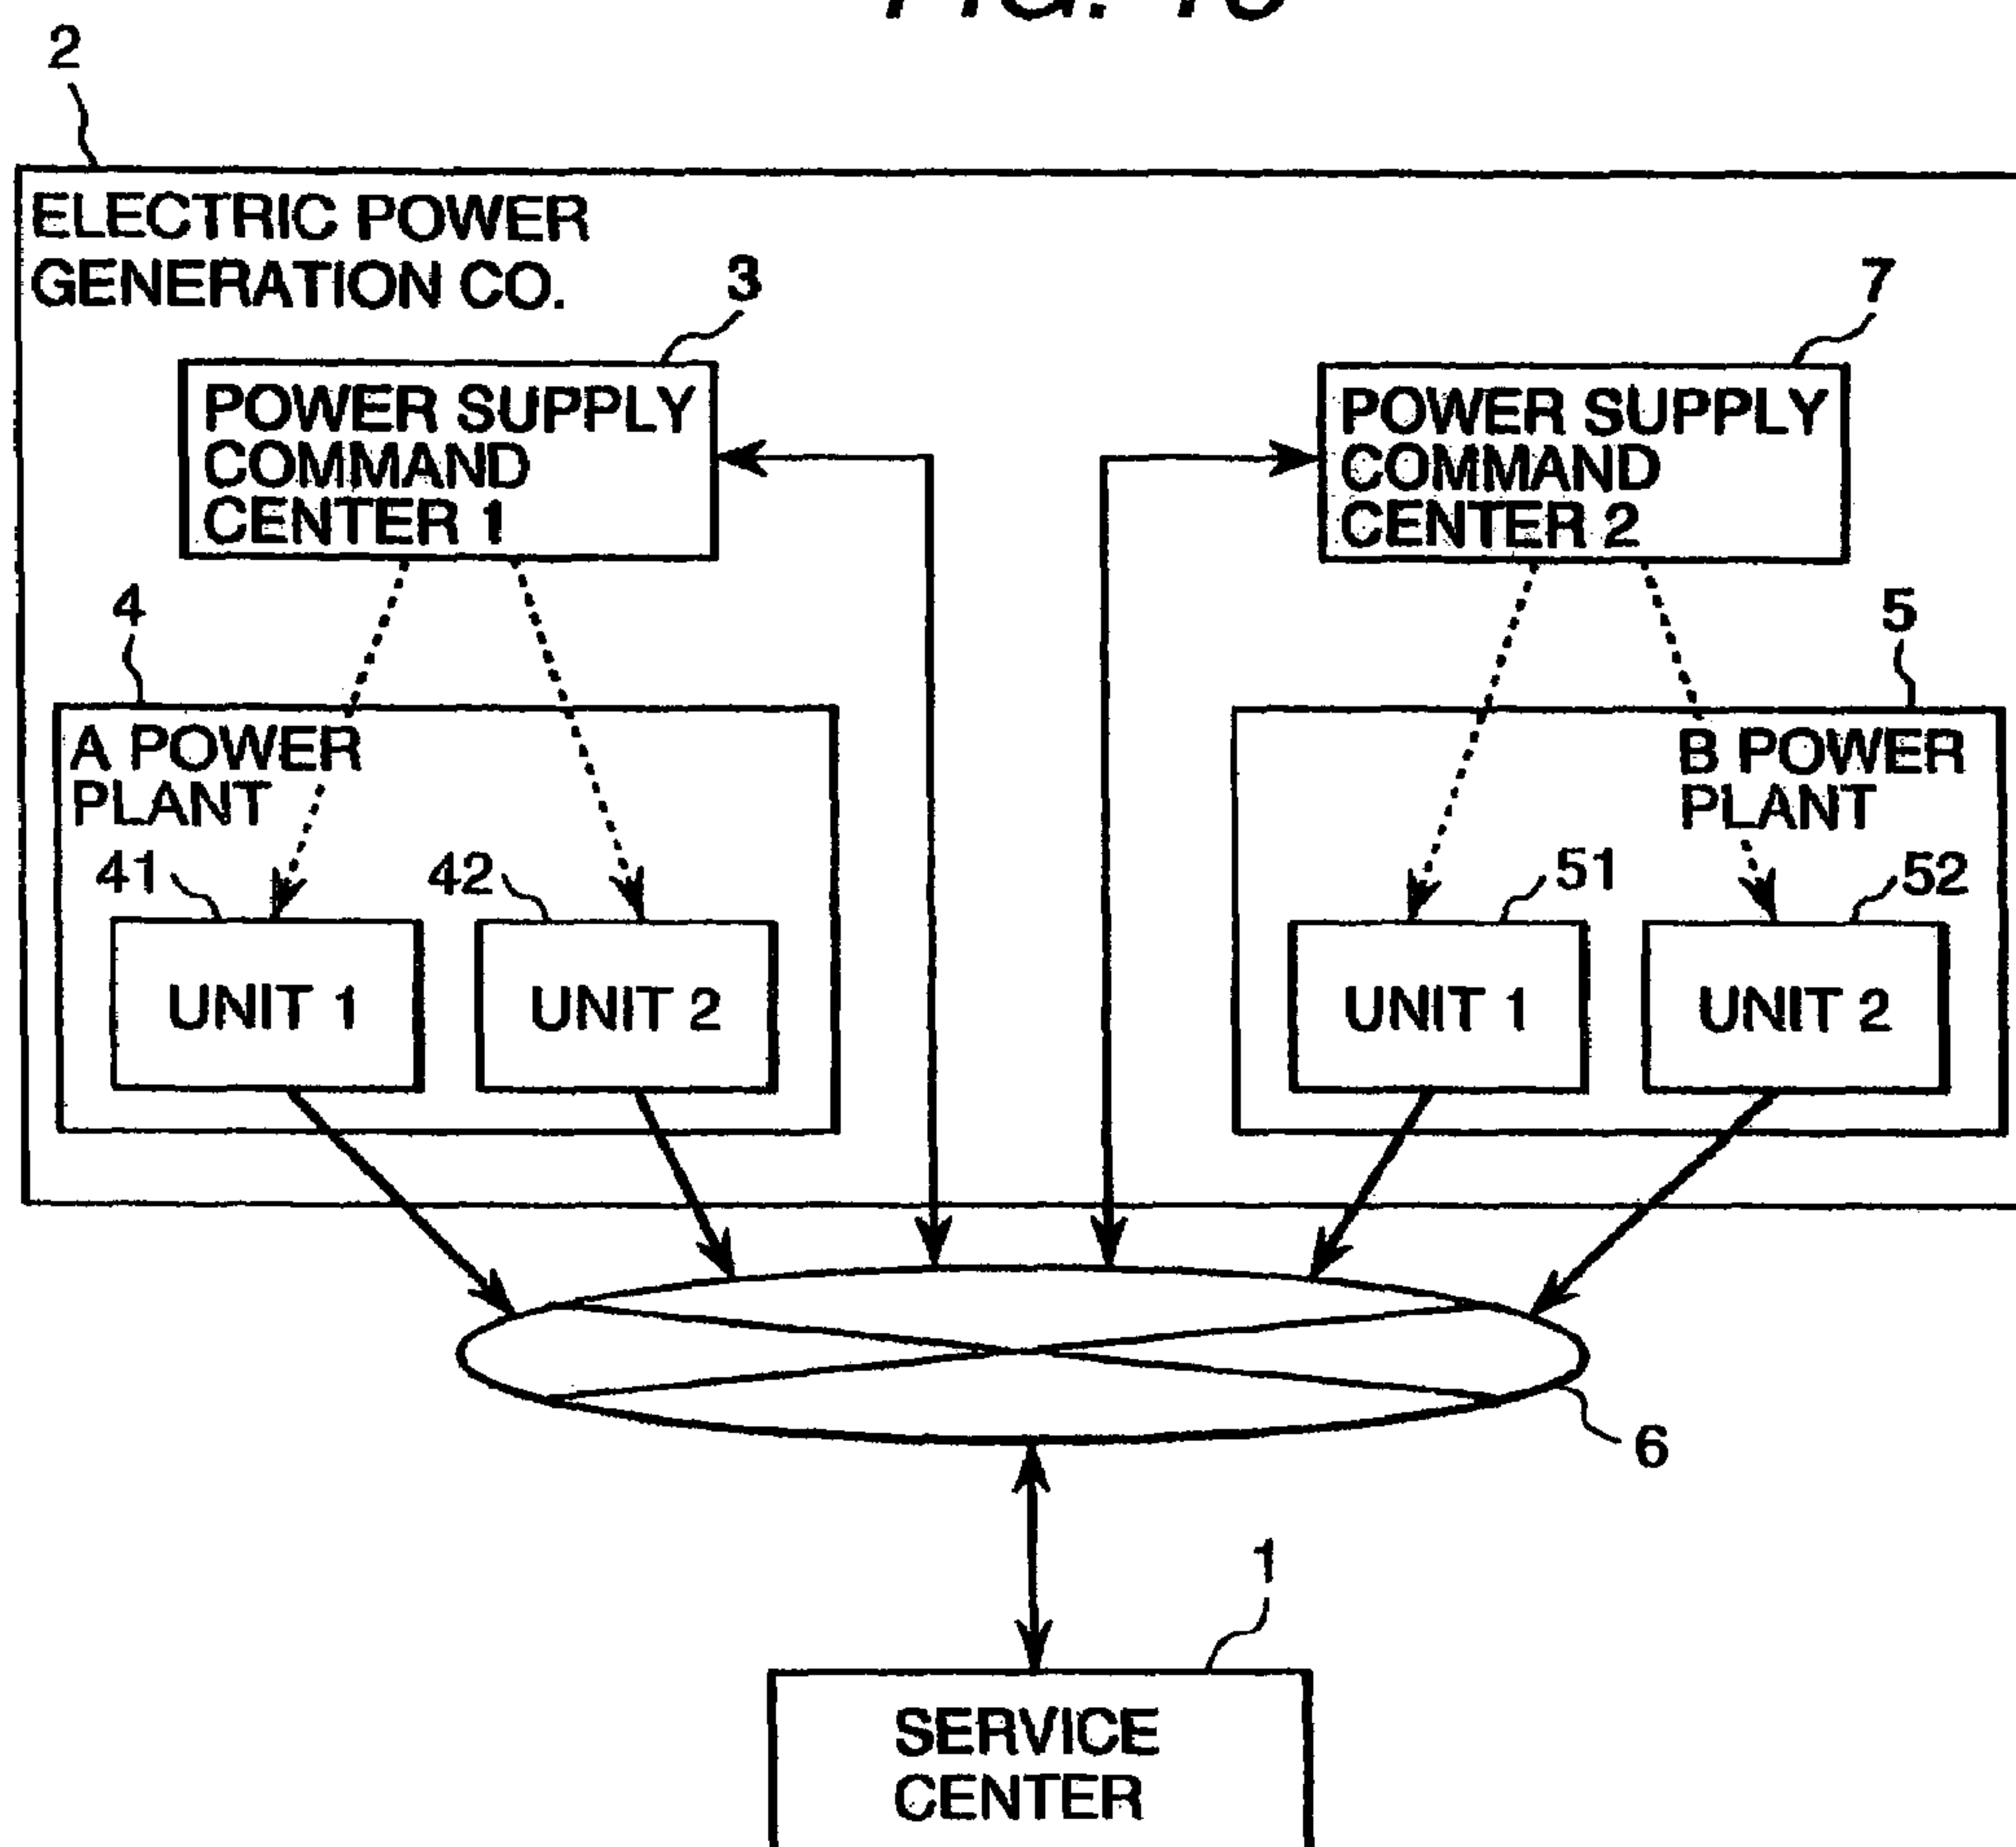 2
ELECTRIC POWER
GENERATION CO.
3
7
POWER SUPPLY
COMMAND
CENTER 1
POWER SUPPLY
COMMAND
CENTER 2
4
5
A POWER
PLANT
B POWER
PLANT
41
42
51
52
UNIT 1
UNIT 2
UNIT 1
UNIT 2
6
1
SERVICE
CENTER